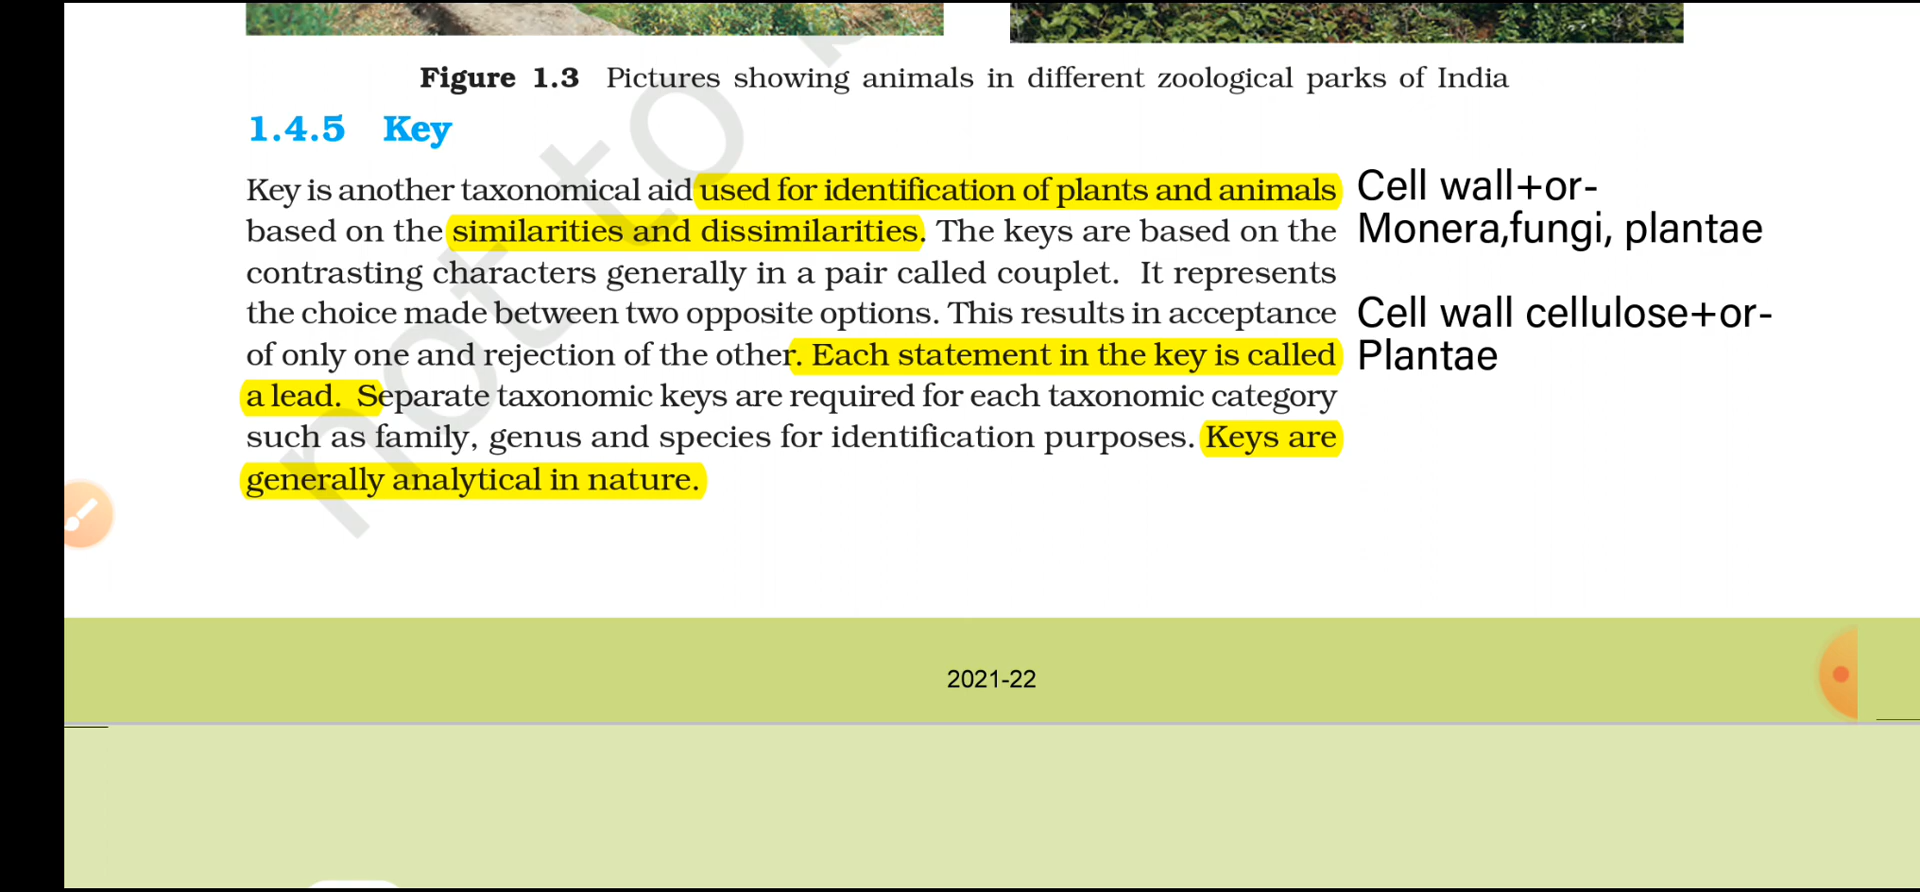 Figure 1.3 Pictures showing animals in different zoological parks of India
1.4.5 Key
Key is another taxonomical aid used for identification of plants and animals
based on the similarities and dissimilarities. The keys are based on the
contrasting characters generally in a pair called couplet. It represents
the choice made between two opposite options. This results in acceptance
of only one and rejection of the other. Each statement in the key is called
a lead. Separate taxonomic keys are required for each taxonomic category
such as family, genus and species for identification purposes. Keys are
generally analytical in nature.
Cell wall+or-
Monera,fungi, plantae
Cell wall cellulose+or-
Plantae
not to b
2021-22